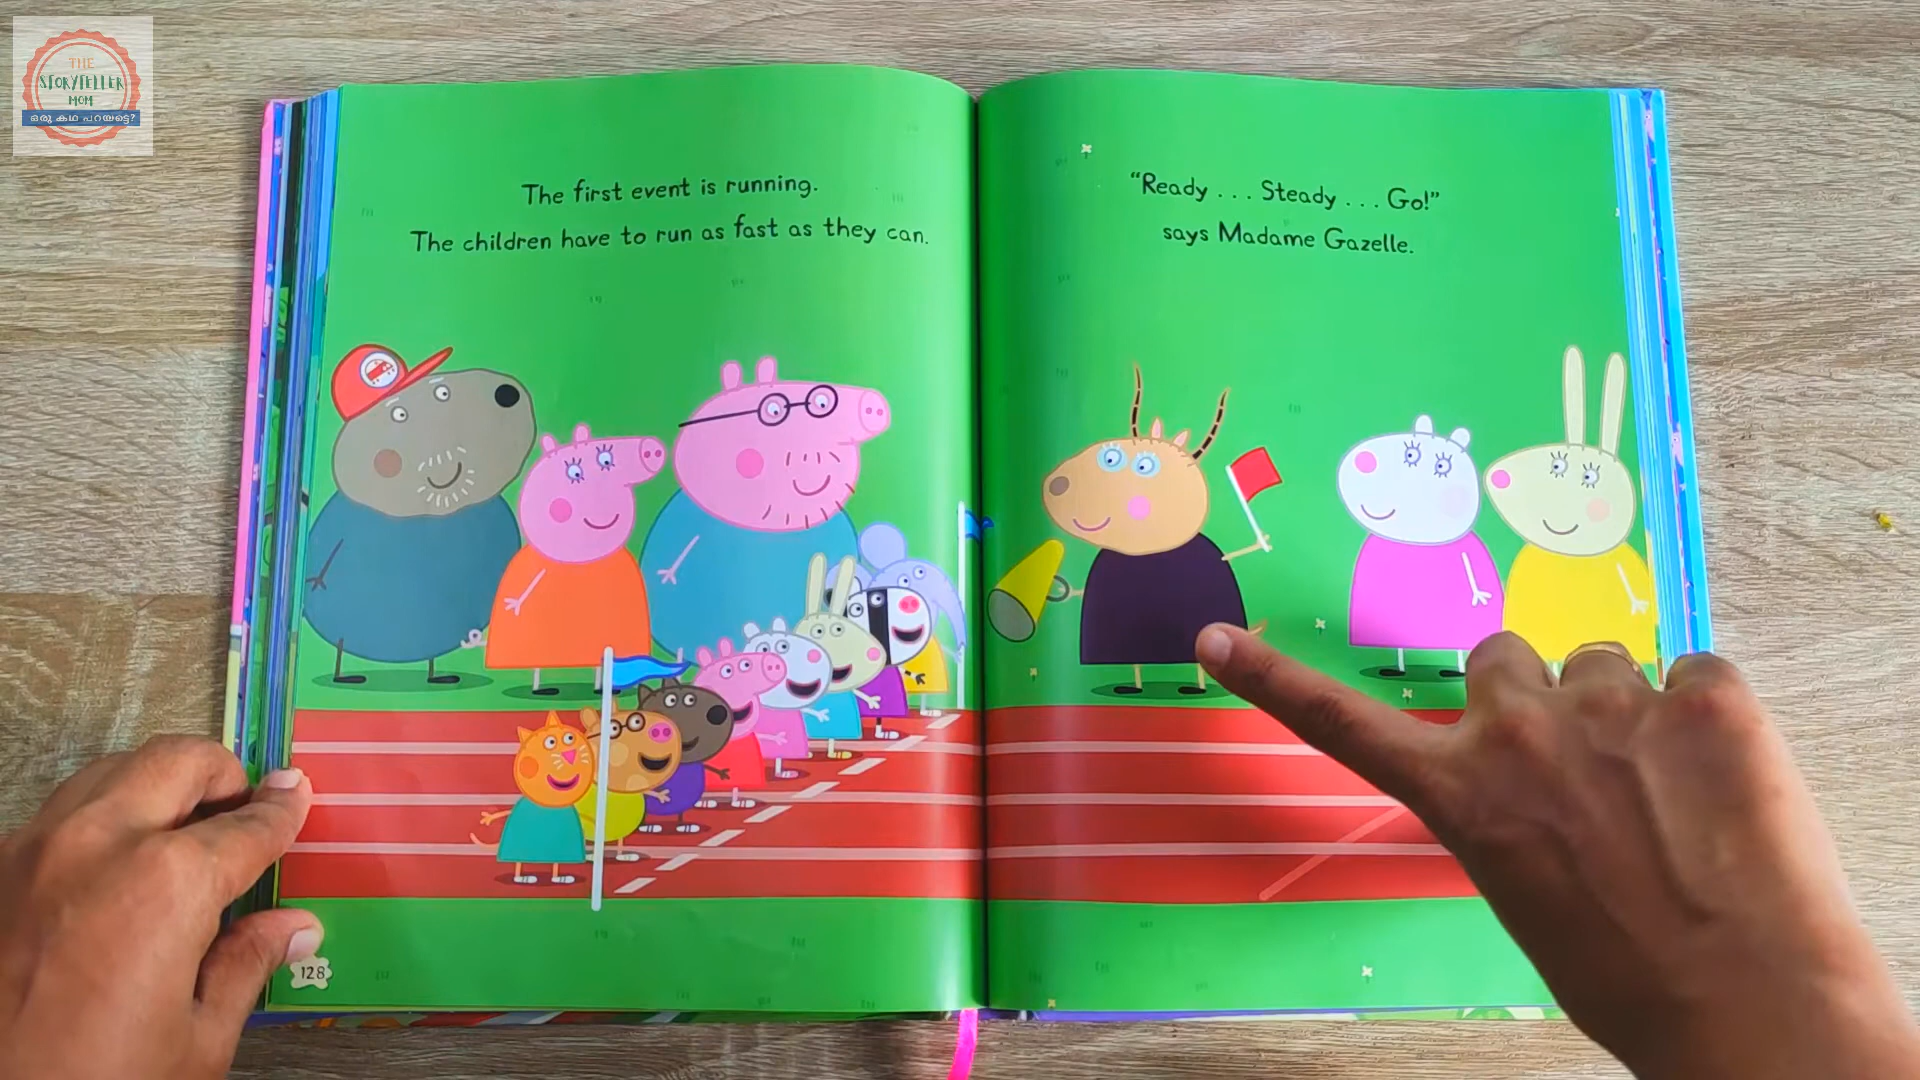 THE
STORYTELLER
MOM
ഒരു കഥ പറയട്ടെ?
The first event is running.
The children have to run as fast as they can.
“Ready . . . Steady . . . Go!”
says Madame Gazelle.
128